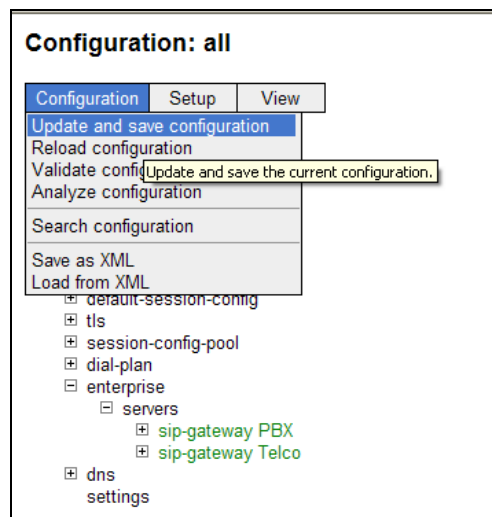 Configuration: all
Configuration Setup View
Update and save configuration
Reload configuration
Validate config
Update and save the current configuration.
Analyze configuration
Search configuration
Save as XML
Load from XML
default-session-config
tls
session-config-pool
dial-plan
enterprise
servers
sip-gateway PBX
sip-gateway Telco
dns
settings